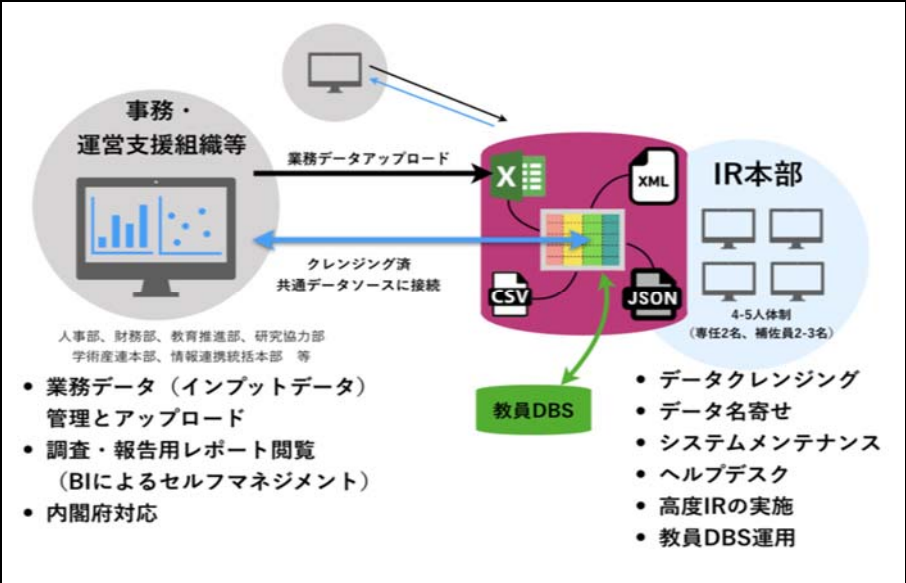 事務・
運営支援組織等
業務データアップロード
クレンジング済
共通データソースに接続
X
XML
CSV
JSON
IR本部
4-5人体制
（専任2名、補佐員2-3名）
教員DBS
人事部、財務部、教育推進部、研究協力部
学術産連本部、情報連携統括本部 等
• 業務データ（インプットデータ）
管理とアップロード
• 調査・報告用レポート閲覧
（BIによるセルフマネジメント）
• 内閣府対応
• データクレンジング
• データ名寄せ
• システムメンテナンス
• ヘルプデスク
• 高度IRの実施
• 教員DBS運用